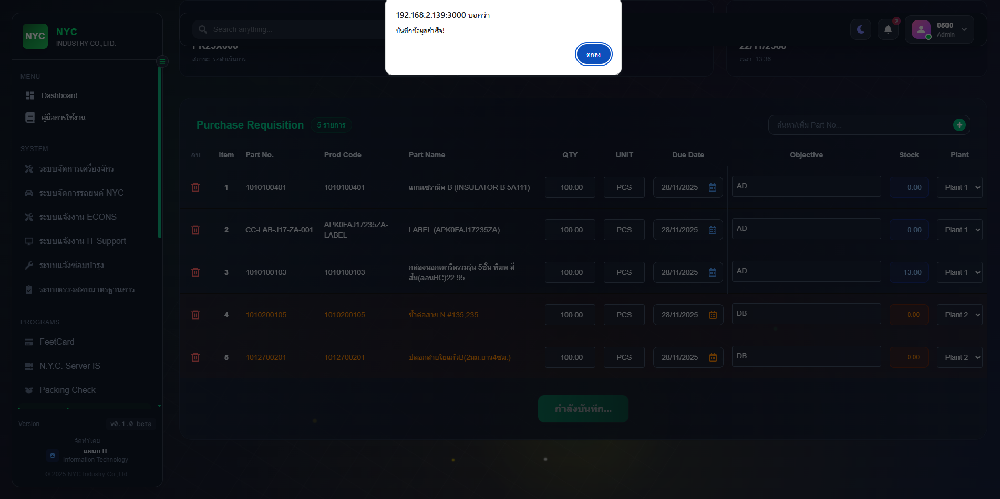 192.168.2.139:3000 บอกว่า
บันทึกข้อมูลสำเร็จ!
ตกลง
NYC
NYC
INDUSTRY CO.,LTD.
Search anything...
2
0500
Admin
สถานะ: รอดำเนินการ
22/11/2568
เวลา: 13:36
MENU
Dashboard
คู่มือการใช้งาน
SYSTEM
ระบบจัดการเครื่องจักร
ระบบจัดการรถยนต์ NYC
ระบบแจ้งงาน ECONS
ระบบแจ้งงาน IT Support
ระบบแจ้งซ่อมบำรุง
ระบบตรวจสอบมาตรฐานการ...
PROGRAMS
FeetCard
N.Y.C. Server IS
Packing Check
Version v0.1.0-beta
จัดทำโดย
แผนก IT
Information Technology
© 2025 NYC Industry Co.,Ltd.
Purchase Requisition 5 รายการ
ค้นหา/เพิ่ม Part No...
ลบ Item Part No. Prod Code Part Name QTY UNIT Due Date Objective Stock Plant
1 1010100401 1010100401 แกนเซรามิค B (INSULATOR B 5A111) 100.00 PCS 28/11/2025 AD 0.00 Plant 1
2 CC-LAB-J17-ZA-001 APK0FAJ17235ZA-LABEL LABEL (APK0FAJ17235ZA) 100.00 PCS 28/11/2025 AD 0.00 Plant 1
3 1010100103 1010100103 กล่องนอกเตารีดรวมรุ่น 5ชั้น พิมพ์ สีส้ม(ลอนBC)22.95 100.00 PCS 28/11/2025 AD 13.00 Plant 1
4 1010200105 1010200105 ขั้วต่อสาย N #135,235 100.00 PCS 28/11/2025 DB 0.00 Plant 2
5 1012700201 1012700201 ปลอกสายใยแก้วB(2มม.ยาว4ซม.) 100.00 PCS 28/11/2025 DB 0.00 Plant 2
กำลังบันทึก...